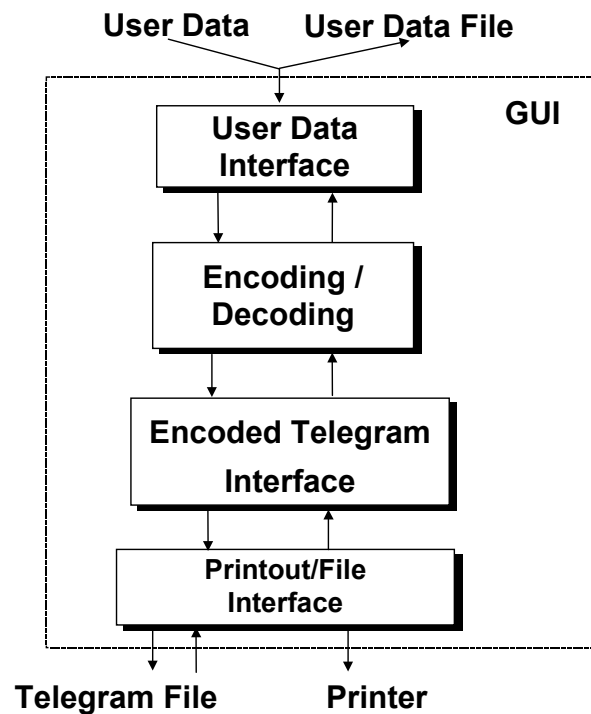 User Data
User Data File
GUI
User Data
Interface
Encoding /
Decoding
Encoded Telegram
Interface
Printout/File
Interface
Telegram File
Printer